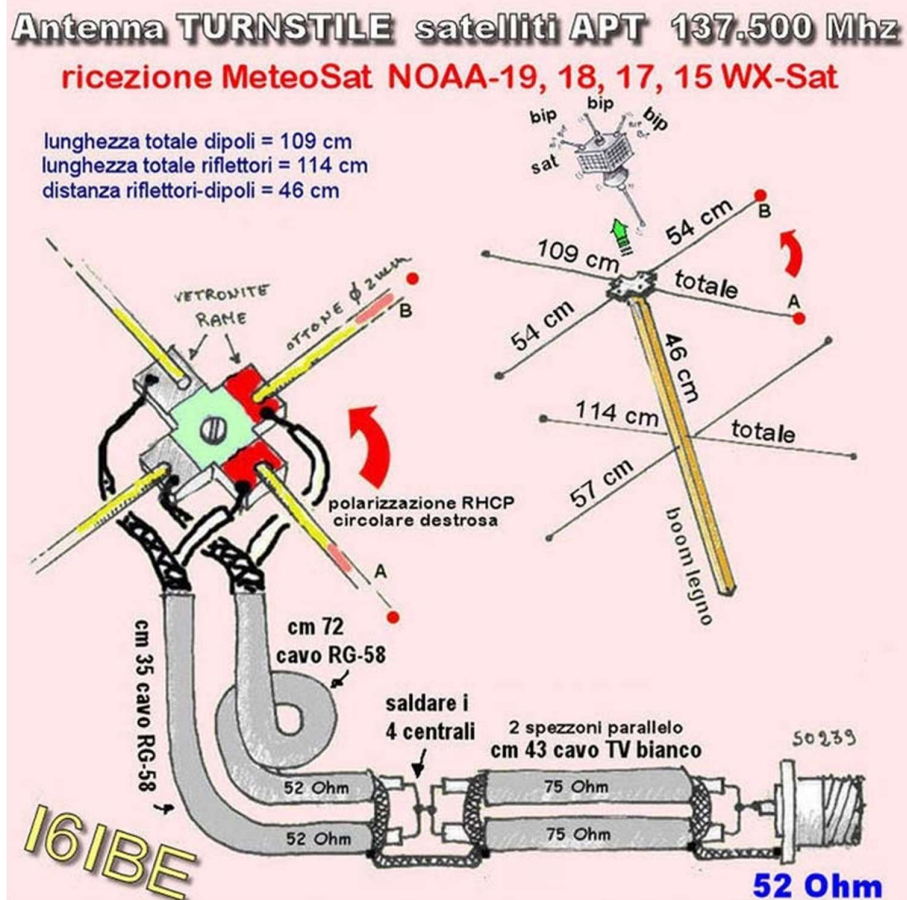 Antenna TURNSTILE satelliti APT 137.500 Mhz
ricezione MeteoSat NOAA-19, 18, 17, 15 WX-Sat
lunghezza totale dipoli = 109 cm
lunghezza totale riflettori = 114 cm
distanza riflettori-dipoli = 46 cm
bip
bip
bip
sat
54 cm
B
109 cm
totale
A
54 cm
46 cm
114 cm
totale
57 cm
boom legno
VETRONITE
RAME
OTTONE φ 2mm
B
polarizzazione RHCP
circolare destrosa
A
cm 35 cavo RG-58
cm 72
cavo RG-58
saldare i
4 centrali
2 spezzoni parallelo
cm 43 cavo TV bianco
SO239
52 Ohm
75 Ohm
52 Ohm
75 Ohm
I6IBE
52 Ohm